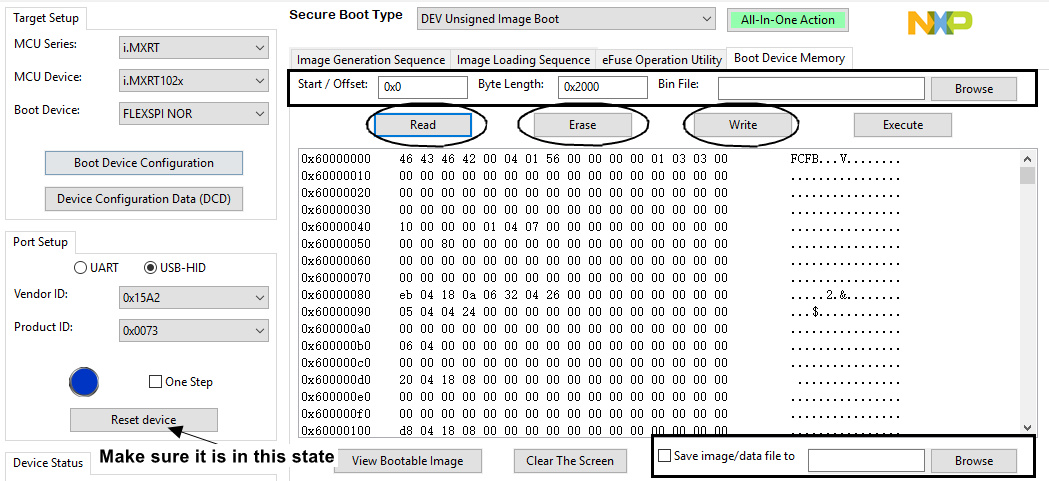 Target Setup
MCU Series: i.MXRT
MCU Device: i.MXRT102x
Boot Device: FLEXSPI NOR
Boot Device Configuration
Device Configuration Data (DCD)
Port Setup
UART USB-HID
Vendor ID: 0x15A2
Product ID: 0x0073
One Step
Reset device
Make sure it is in this state
Device Status
Secure Boot Type DEV Unsigned Image Boot All-In-One Action NXP
Image Generation Sequence Image Loading Sequence eFuse Operation Utility Boot Device Memory
Start / Offset: 0x0 Byte Length: 0x2000 Bin File: Browse
Read Erase Write Execute
0x60000000 46 43 46 42 00 04 01 56 00 00 00 00 01 03 03 00 FCFB...V........
0x60000010 00 00 00 00 00 00 00 00 00 00 00 00 00 00 00 00 ................
0x60000020 00 00 00 00 00 00 00 00 00 00 00 00 00 00 00 00 ................
0x60000030 00 00 00 00 00 00 00 00 00 00 00 00 00 00 00 00 ................
0x60000040 10 00 00 00 01 04 07 00 00 00 00 00 00 00 00 00 ................
0x60000050 00 00 80 00 00 00 00 00 00 00 00 00 00 00 00 00 ................
0x60000060 00 00 00 00 00 00 00 00 00 00 00 00 00 00 00 00 ................
0x60000070 00 00 00 00 00 00 00 00 00 00 00 00 00 00 00 00 ................
0x60000080 eb 04 18 0a 06 32 04 26 00 00 00 00 00 00 00 00 .....2.&........
0x60000090 05 04 04 24 00 00 00 00 00 00 00 00 00 00 00 00 ...$............
0x600000a0 00 00 00 00 00 00 00 00 00 00 00 00 00 00 00 00 ................
0x600000b0 06 04 00 00 00 00 00 00 00 00 00 00 00 00 00 00 ................
0x600000c0 00 00 00 00 00 00 00 00 00 00 00 00 00 00 00 00 ................
0x600000d0 20 04 18 08 00 00 00 00 00 00 00 00 00 00 00 00 ................
0x600000e0 00 00 00 00 00 00 00 00 00 00 00 00 00 00 00 00 ................
0x600000f0 00 00 00 00 00 00 00 00 00 00 00 00 00 00 00 00 ................
0x60000100 d8 04 18 08 00 00 00 00 00 00 00 00 00 00 00 00 ................
View Bootable Image Clear The Screen Save image/data file to Browse